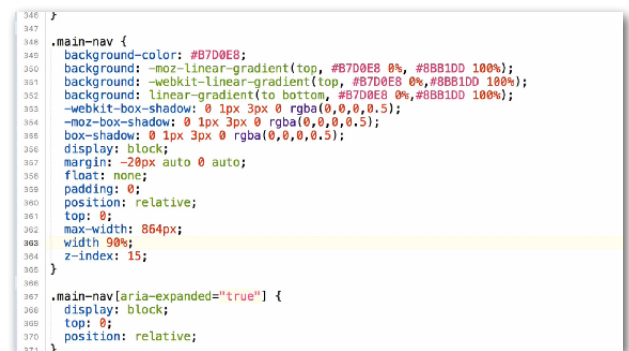 346 }
347
348 .main-nav {
349 background-color: #B7D0E8;
350 background: -moz-linear-gradient(top, #B7D0E8 0%, #8BB1DD 100%);
351 background: -webkit-linear-gradient(top, #B7D0E8 0%,#8BB1DD 100%);
352 background: linear-gradient(to bottom, #B7D0E8 0%,#8BB1DD 100%);
353 -webkit-box-shadow: 0 1px 3px 0 rgba(0,0,0,0.5);
354 -moz-box-shadow: 0 1px 3px 0 rgba(0,0,0,0.5);
355 box-shadow: 0 1px 3px 0 rgba(0,0,0,0.5);
356 display: block;
357 margin: -20px auto 0 auto;
358 float: none;
359 padding: 0;
360 position: relative;
361 top: 0;
362 max-width: 864px;
363 width 90%;
364 z-index: 15;
365 }
366
367 .main-nav[aria-expanded="true"] {
368 display: block;
369 top: 0;
370 position: relative;
371 }